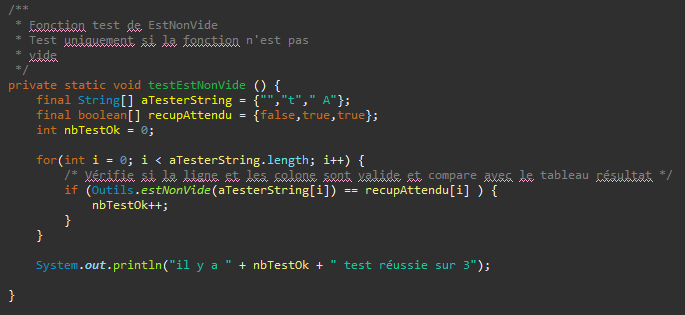 /**
 * Fonction test de EstNonVide
 * Test uniquement si la fonction n'est pas
 * vide
 */
private static void testEstNonVide () {
    final String[] aTesterString = {"","t"," A"};
    final boolean[] recupAttendu = {false,true,true};
    int nbTestOk = 0;

    for(int i = 0; i < aTesterString.length; i++) {
        /* Vérifie si la ligne et les colone sont valide et compare avec le tableau résultat */
        if (Outils.estNonVide(aTesterString[i]) == recupAttendu[i] ) {
            nbTestOk++;
        }
    }

    System.out.println("il y a " + nbTestOk + " test réussie sur 3");

}